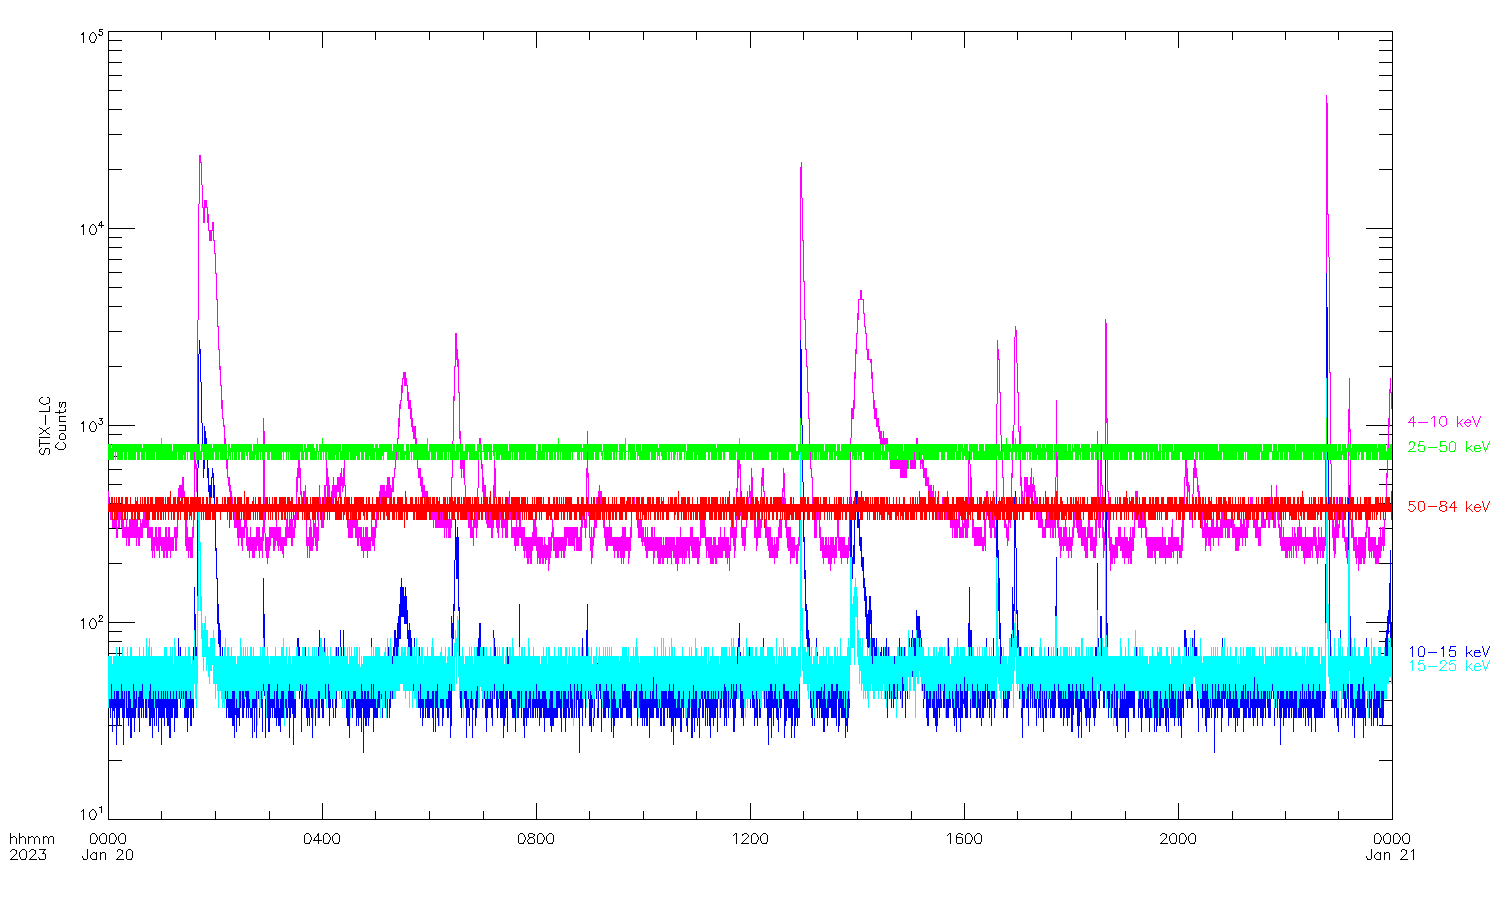 10^5
10^4
10^3
10^2
10^1
STIX-LC
Counts
4-10 keV
25-50 keV
50-84 keV
10-15 keV
15-25 keV
hhmm 0000 0400 0800 1200 1600 2000 0000
2023 Jan 20 Jan 21